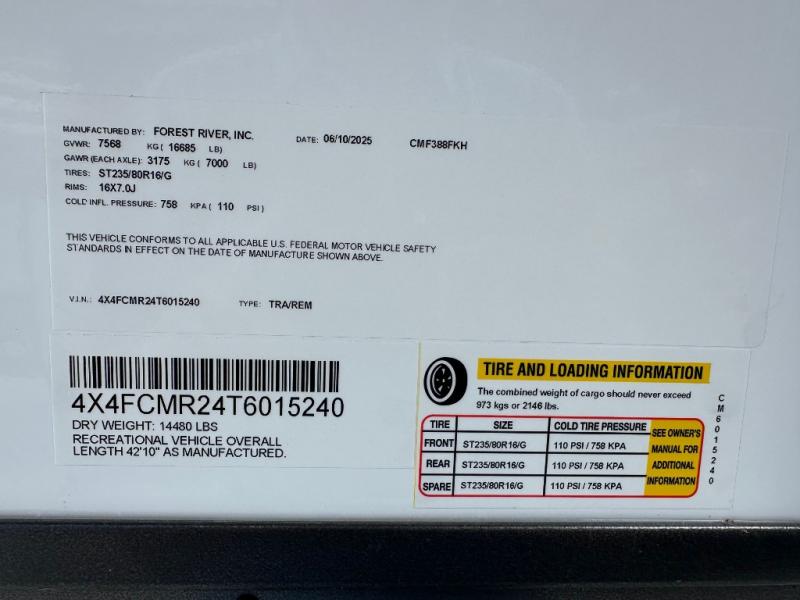 MANUFACTURED BY: FOREST RIVER, INC. DATE: 06/10/2025 CMF388FKH
GVWR: 7568 KG ( 16685 LB)
GAWR (EACH AXLE): 3175 KG ( 7000 LB)
TIRES: ST235/80R16/G
RIMS: 16X7.0J
COLD INFL. PRESSURE: 758 KPA ( 110 PSI )
THIS VEHICLE CONFORMS TO ALL APPLICABLE U.S. FEDERAL MOTOR VEHICLE SAFETY
STANDARDS IN EFFECT ON THE DATE OF MANUFACTURE SHOWN ABOVE.
V.I.N.: 4X4FCMR24T6015240 TYPE: TRA/REM
4X4FCMR24T6015240
DRY WEIGHT: 14480 LBS
RECREATIONAL VEHICLE OVERALL
LENGTH 42'10" AS MANUFACTURED.
TIRE AND LOADING INFORMATION
The combined weight of cargo should never exceed
973 kgs or 2146 lbs.
TIRE SIZE COLD TIRE PRESSURE
FRONT ST235/80R16/G 110 PSI / 758 KPA
REAR ST235/80R16/G 110 PSI / 758 KPA
SPARE ST235/80R16/G 110 PSI / 758 KPA
SEE OWNER'S
MANUAL FOR
ADDITIONAL
INFORMATION
CM6015240